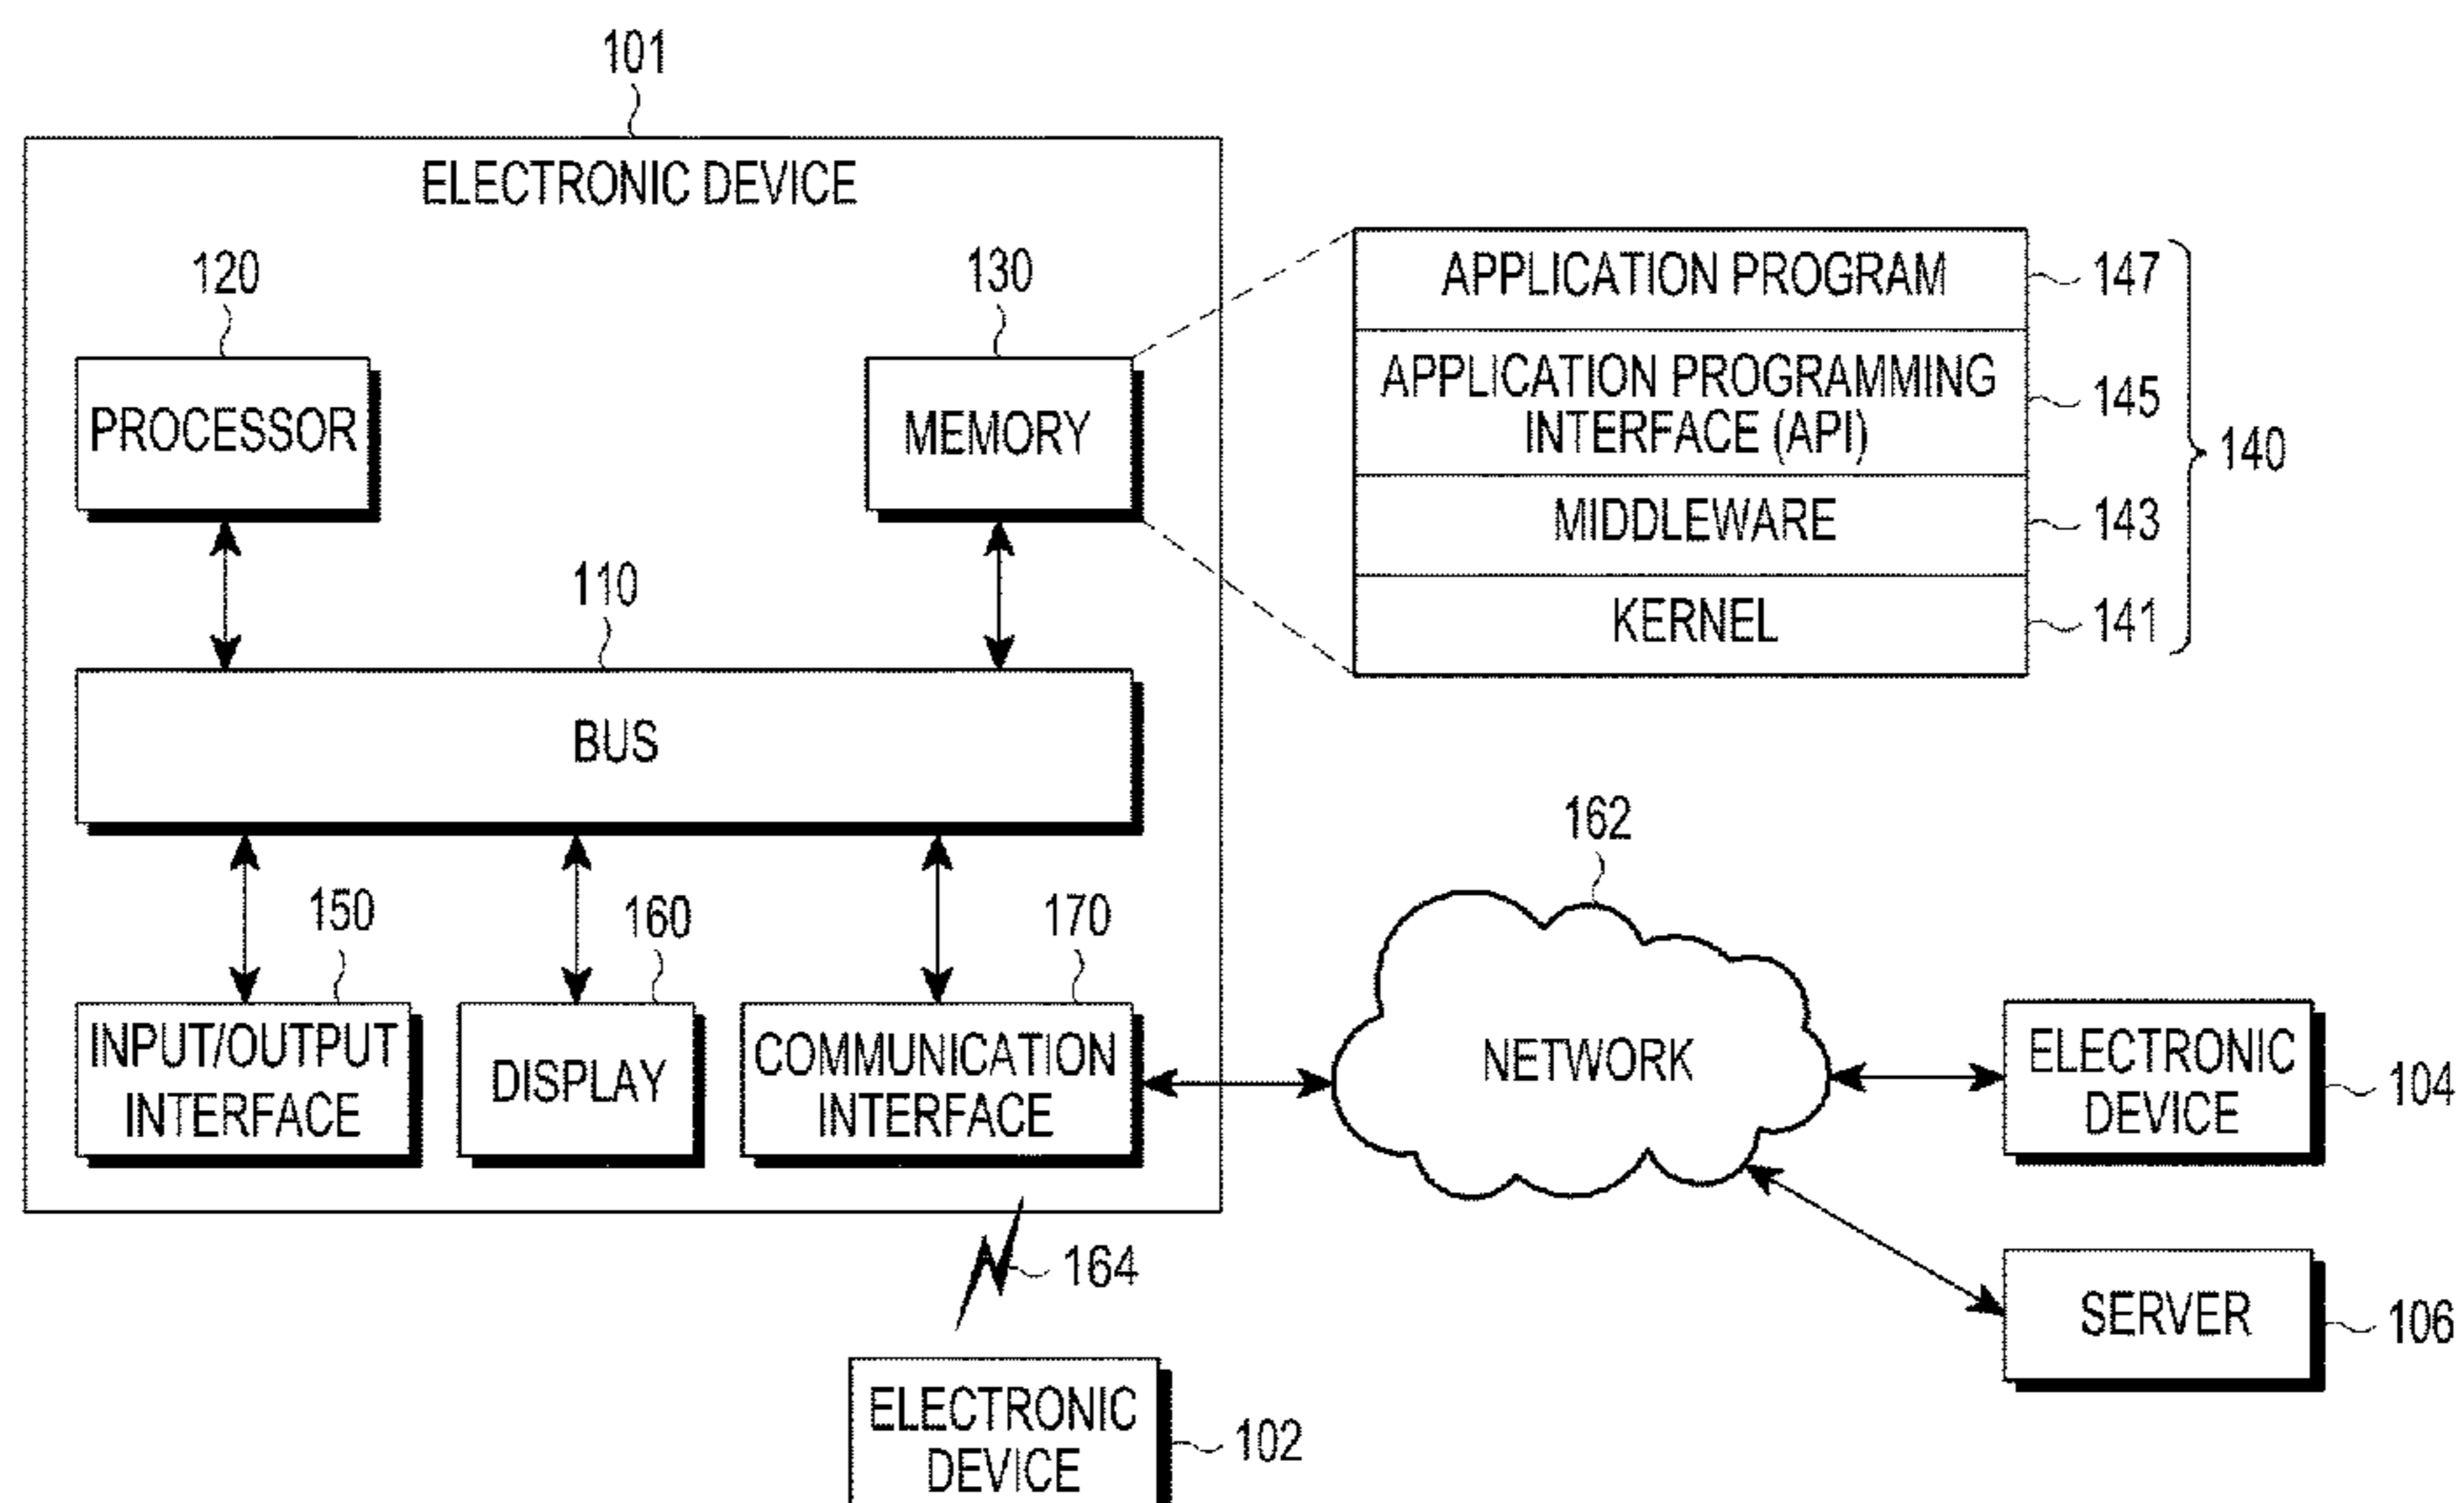 101
ELECTRONIC DEVICE
120
130
PROCESSOR
MEMORY
110
BUS
150
160
170
INPUT/OUTPUT
INTERFACE
DISPLAY
COMMUNICATION
INTERFACE
APPLICATION PROGRAM
147
APPLICATION PROGRAMMING
INTERFACE (API)
145
MIDDLEWARE
143
KERNEL
141
140
162
NETWORK
ELECTRONIC
DEVICE
104
SERVER
106
164
ELECTRONIC
DEVICE
102